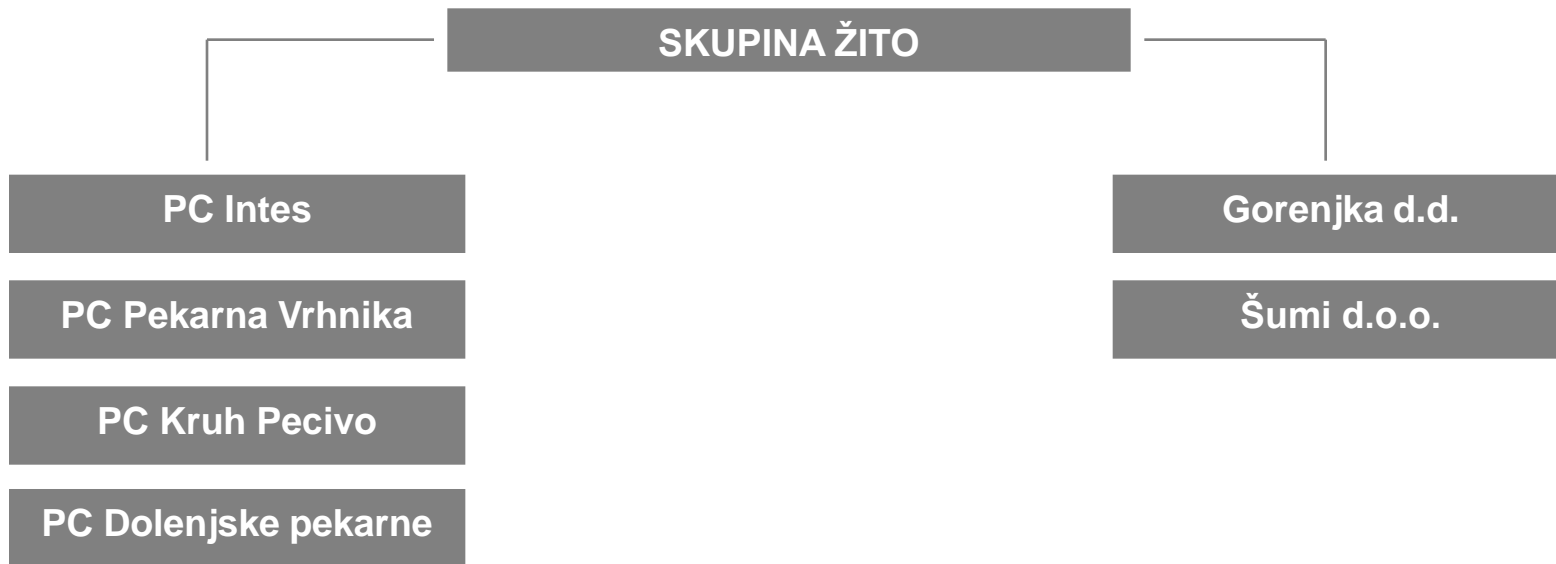 SKUPINA ŽITO
PC Intes
PC Pekarna Vrhnika
PC Kruh Pecivo
PC Dolenjske pekarne
Gorenjka d.d.
Šumi d.o.o.